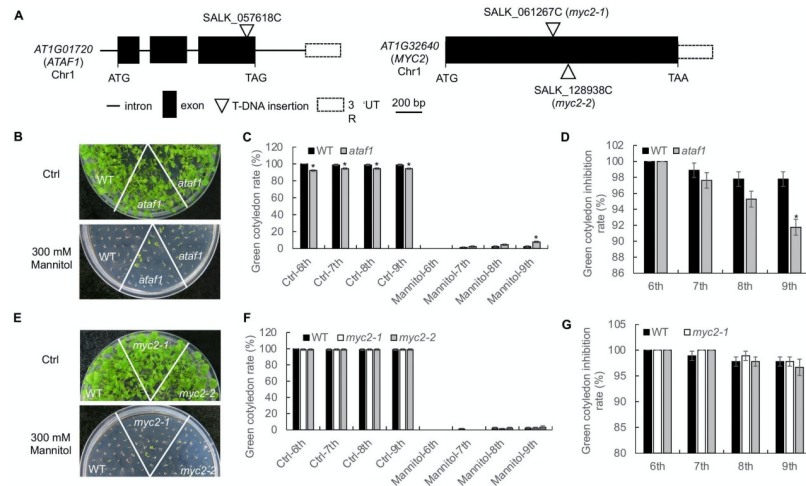 A
SALK_057618C
AT1G01720
(ATAF1)
Chr1
ATG
TAG
SALK_061267C (myc2-1)
AT1G32640
(MYC2)
Chr1
ATG
TAA
SALK_128938C
(myc2-2)
intron
exon
T-DNA insertion
3 ‘UT
R
200 bp
B
Ctrl
WT
ataf1
ataf1
300 mM
Mannitol
WT
ataf1
ataf1
C
WT ataf1
Green cotyledon rate (%)
120
100
80
60
40
20
0
* * * * *
Ctrl-6th
Ctrl-7th
Ctrl-8th
Ctrl-9th
Mannitol-6th
Mannitol-7th
Mannitol-8th
Mannitol-9th
D
WT ataf1
Green cotyledon inhibition
rate (%)
102
100
98
96
94
92
90
88
86
*
6th 7th 8th 9th
E
Ctrl
WT
myc2-1
myc2-2
300 mM
Mannitol
WT
myc2-1
myc2-2
F
WT myc2-1 myc2-2
Green cotyledon rate (%)
120
100
80
60
40
20
0
Ctrl-6th
Ctrl-7th
Ctrl-8th
Ctrl-9th
Mannitol-6th
Mannitol-7th
Mannitol-8th
Mannitol-9th
G
WT myc2-1
Green cotyledon inhibition
rate (%)
105
100
95
90
85
80
6th 7th 8th 9th